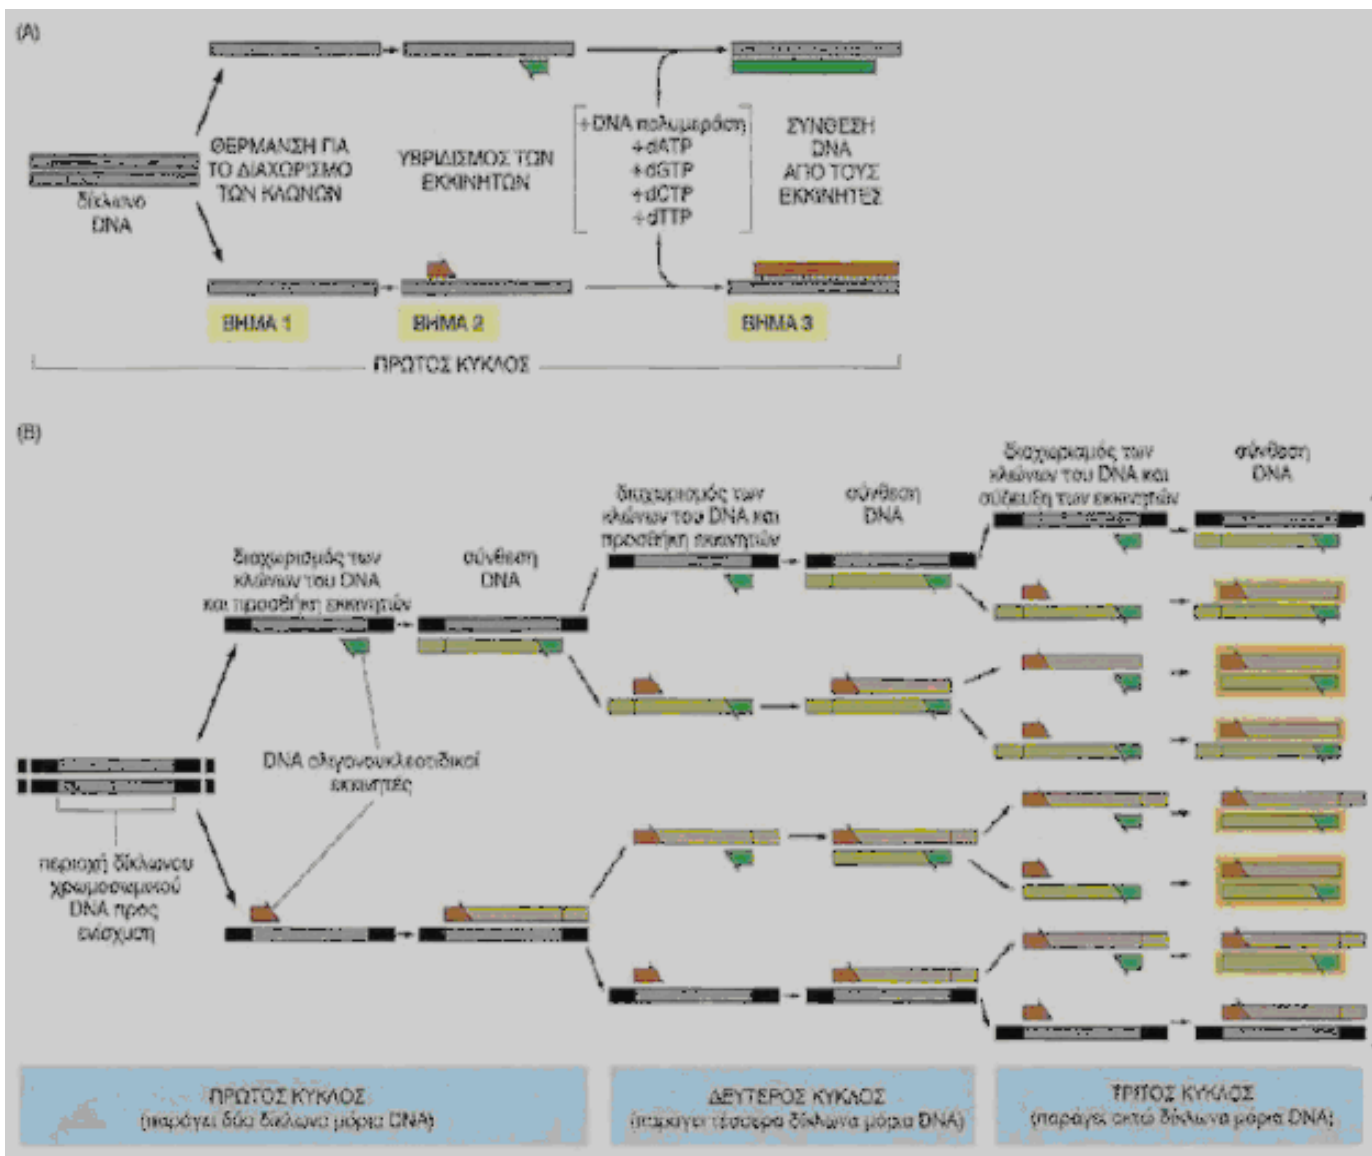 (A)
ΘΕΡΜΑΝΣΗ ΓΙΑ
ΤΟ ΔΙΑΧΩΡΙΣΜΟ
ΤΩΝ ΚΛΩΝΩΝ
ΥΒΡΙΔΙΣΜΟΣ ΤΩΝ
ΕΚΚΙΝΗΤΩΝ
+DNA πολυμεράση
+dATP
+dGTP
+dCTP
+dTTP
ΣΥΝΘΕΣΗ
DNA
ΑΠΟ ΤΟΥΣ
ΕΚΚΙΝΗΤΕΣ
δίκλωνο
DNA
ΒΗΜΑ 1
ΒΗΜΑ 2
ΒΗΜΑ 3
ΠΡΩΤΟΣ ΚΥΚΛΟΣ
(B)
διαχωρισμός των
κλώνων του DNA
και προσθήκη εκκινητών
σύνθεση
DNA
διαχωρισμός των
κλώνων του DNA και
προσθήκη εκκινητών
σύνθεση
DNA
διαχωρισμός των
κλώνων του DNA και
σύζευξη των εκκινητών
σύνθεση
DNA
DNA ολιγονουκλεοτιδικοί
εκκινητές
περιοχή δίκλωνου
χρωμοσωμικού
DNA προς
ενίσχυση
ΠΡΩΤΟΣ ΚΥΚΛΟΣ
(παράγει δύο δίκλωνα μόρια DNA)
ΔΕΥΤΕΡΟΣ ΚΥΚΛΟΣ
(παράγει τέσσερα δίκλωνα μόρια DNA)
ΤΡΙΤΟΣ ΚΥΚΛΟΣ
(παράγει οκτώ δίκλωνα μόρια DNA)